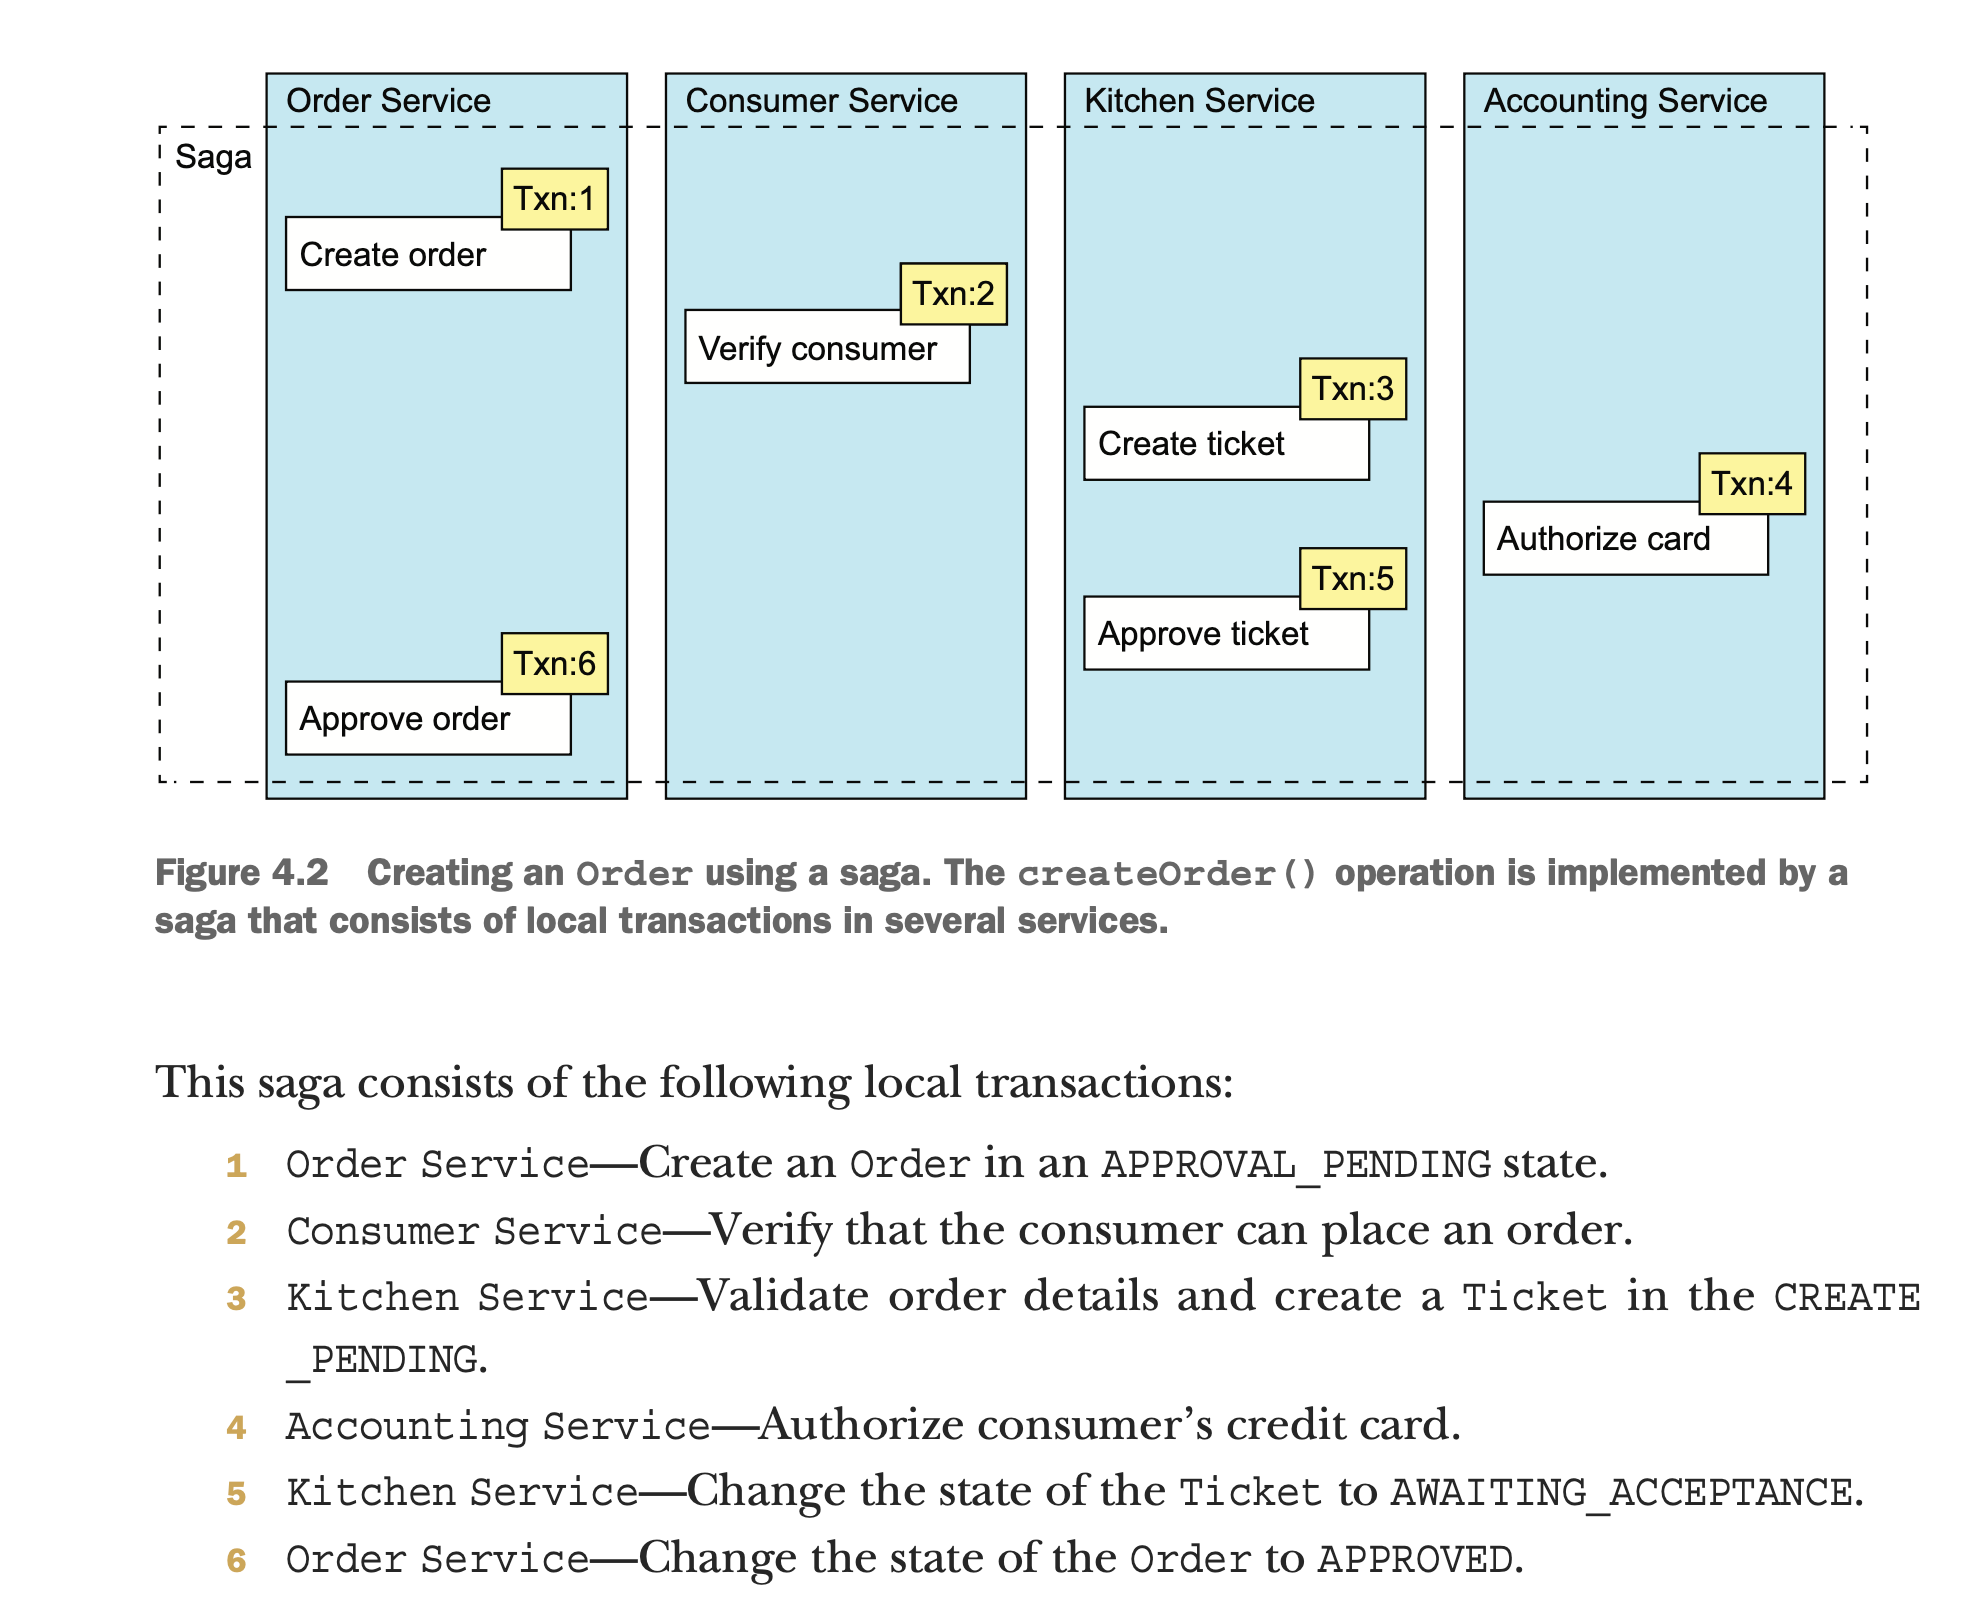 Order Service
Consumer Service
Kitchen Service
Accounting Service
Saga
Txn:1
Create order
Txn:2
Verify consumer
Txn:3
Create ticket
Txn:4
Authorize card
Txn:5
Approve ticket
Txn:6
Approve order
Figure 4.2 Creating an Order using a saga. The createOrder() operation is implemented by a
saga that consists of local transactions in several services.
This saga consists of the following local transactions:
1 Order Service—Create an Order in an APPROVAL_PENDING state.
2 Consumer Service—Verify that the consumer can place an order.
3 Kitchen Service—Validate order details and create a Ticket in the CREATE
_PENDING.
4 Accounting Service—Authorize consumer’s credit card.
5 Kitchen Service—Change the state of the Ticket to AWAITING_ACCEPTANCE.
6 Order Service—Change the state of the Order to APPROVED.